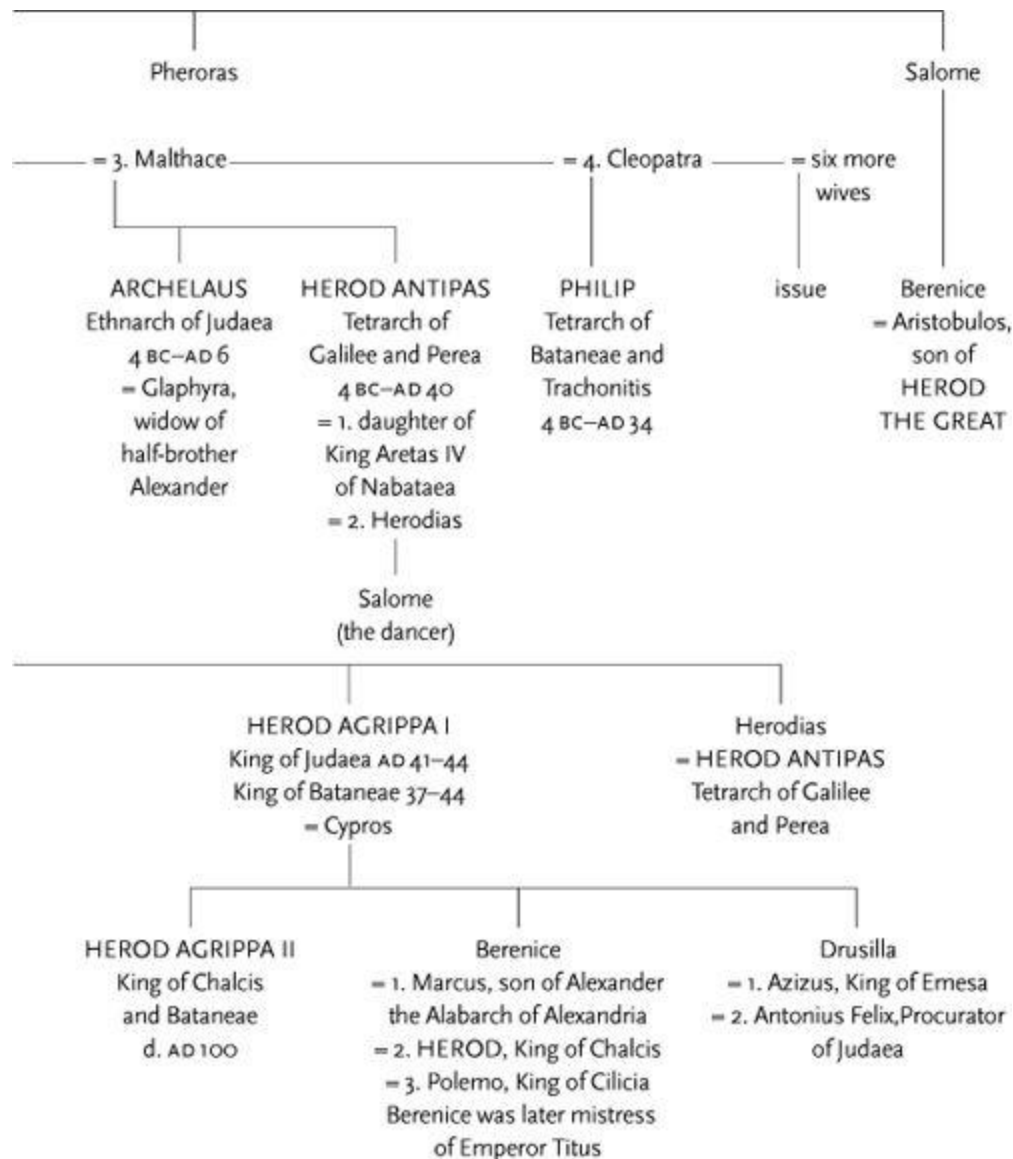 Pheroras
Salome
= 3. Malthace
= 4. Cleopatra
= six more
wives
ARCHELAUS
Ethnarch of Judaea
4 BC–AD 6
= Glaphyra,
widow of
half-brother
Alexander
HEROD ANTIPAS
Tetrarch of
Galilee and Perea
4 BC–AD 40
= 1. daughter of
King Aretas IV
of Nabataea
= 2. Herodias
PHILIP
Tetrarch of
Bataneae and
Trachonitis
4 BC–AD 34
issue
Berenice
= Aristobulos,
son of
HEROD
THE GREAT
Salome
(the dancer)
HEROD AGRIPPA I
King of Judaea AD 41–44
King of Bataneae 37–44
= Cypros
Herodias
= HEROD ANTIPAS
Tetrarch of Galilee
and Perea
HEROD AGRIPPA II
King of Chalcis
and Bataneae
d. AD 100
Berenice
= 1. Marcus, son of Alexander
the Alabarch of Alexandria
= 2. HEROD, King of Chalcis
= 3. Polemo, King of Cilicia
Berenice was later mistress
of Emperor Titus
Drusilla
= 1. Azizus, King of Emesa
= 2. Antonius Felix,Procurator
of Judaea